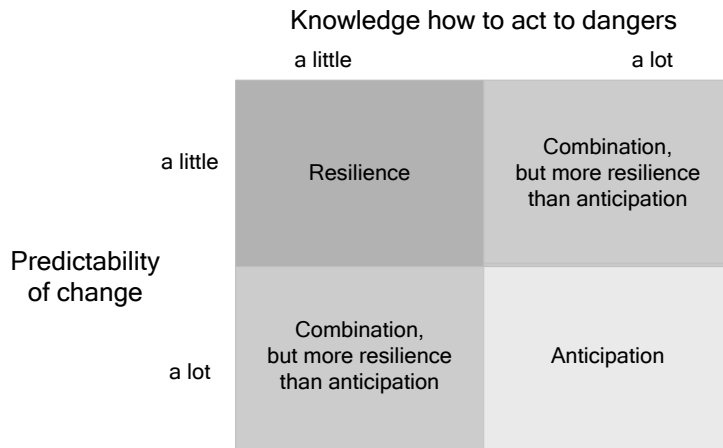 Knowledge how to act to dangers
a little
a lot
a little
Resilience
Combination,
but more resilience
than anticipation
Predictability
of change
a lot
Combination,
but more resilience
than anticipation
Anticipation